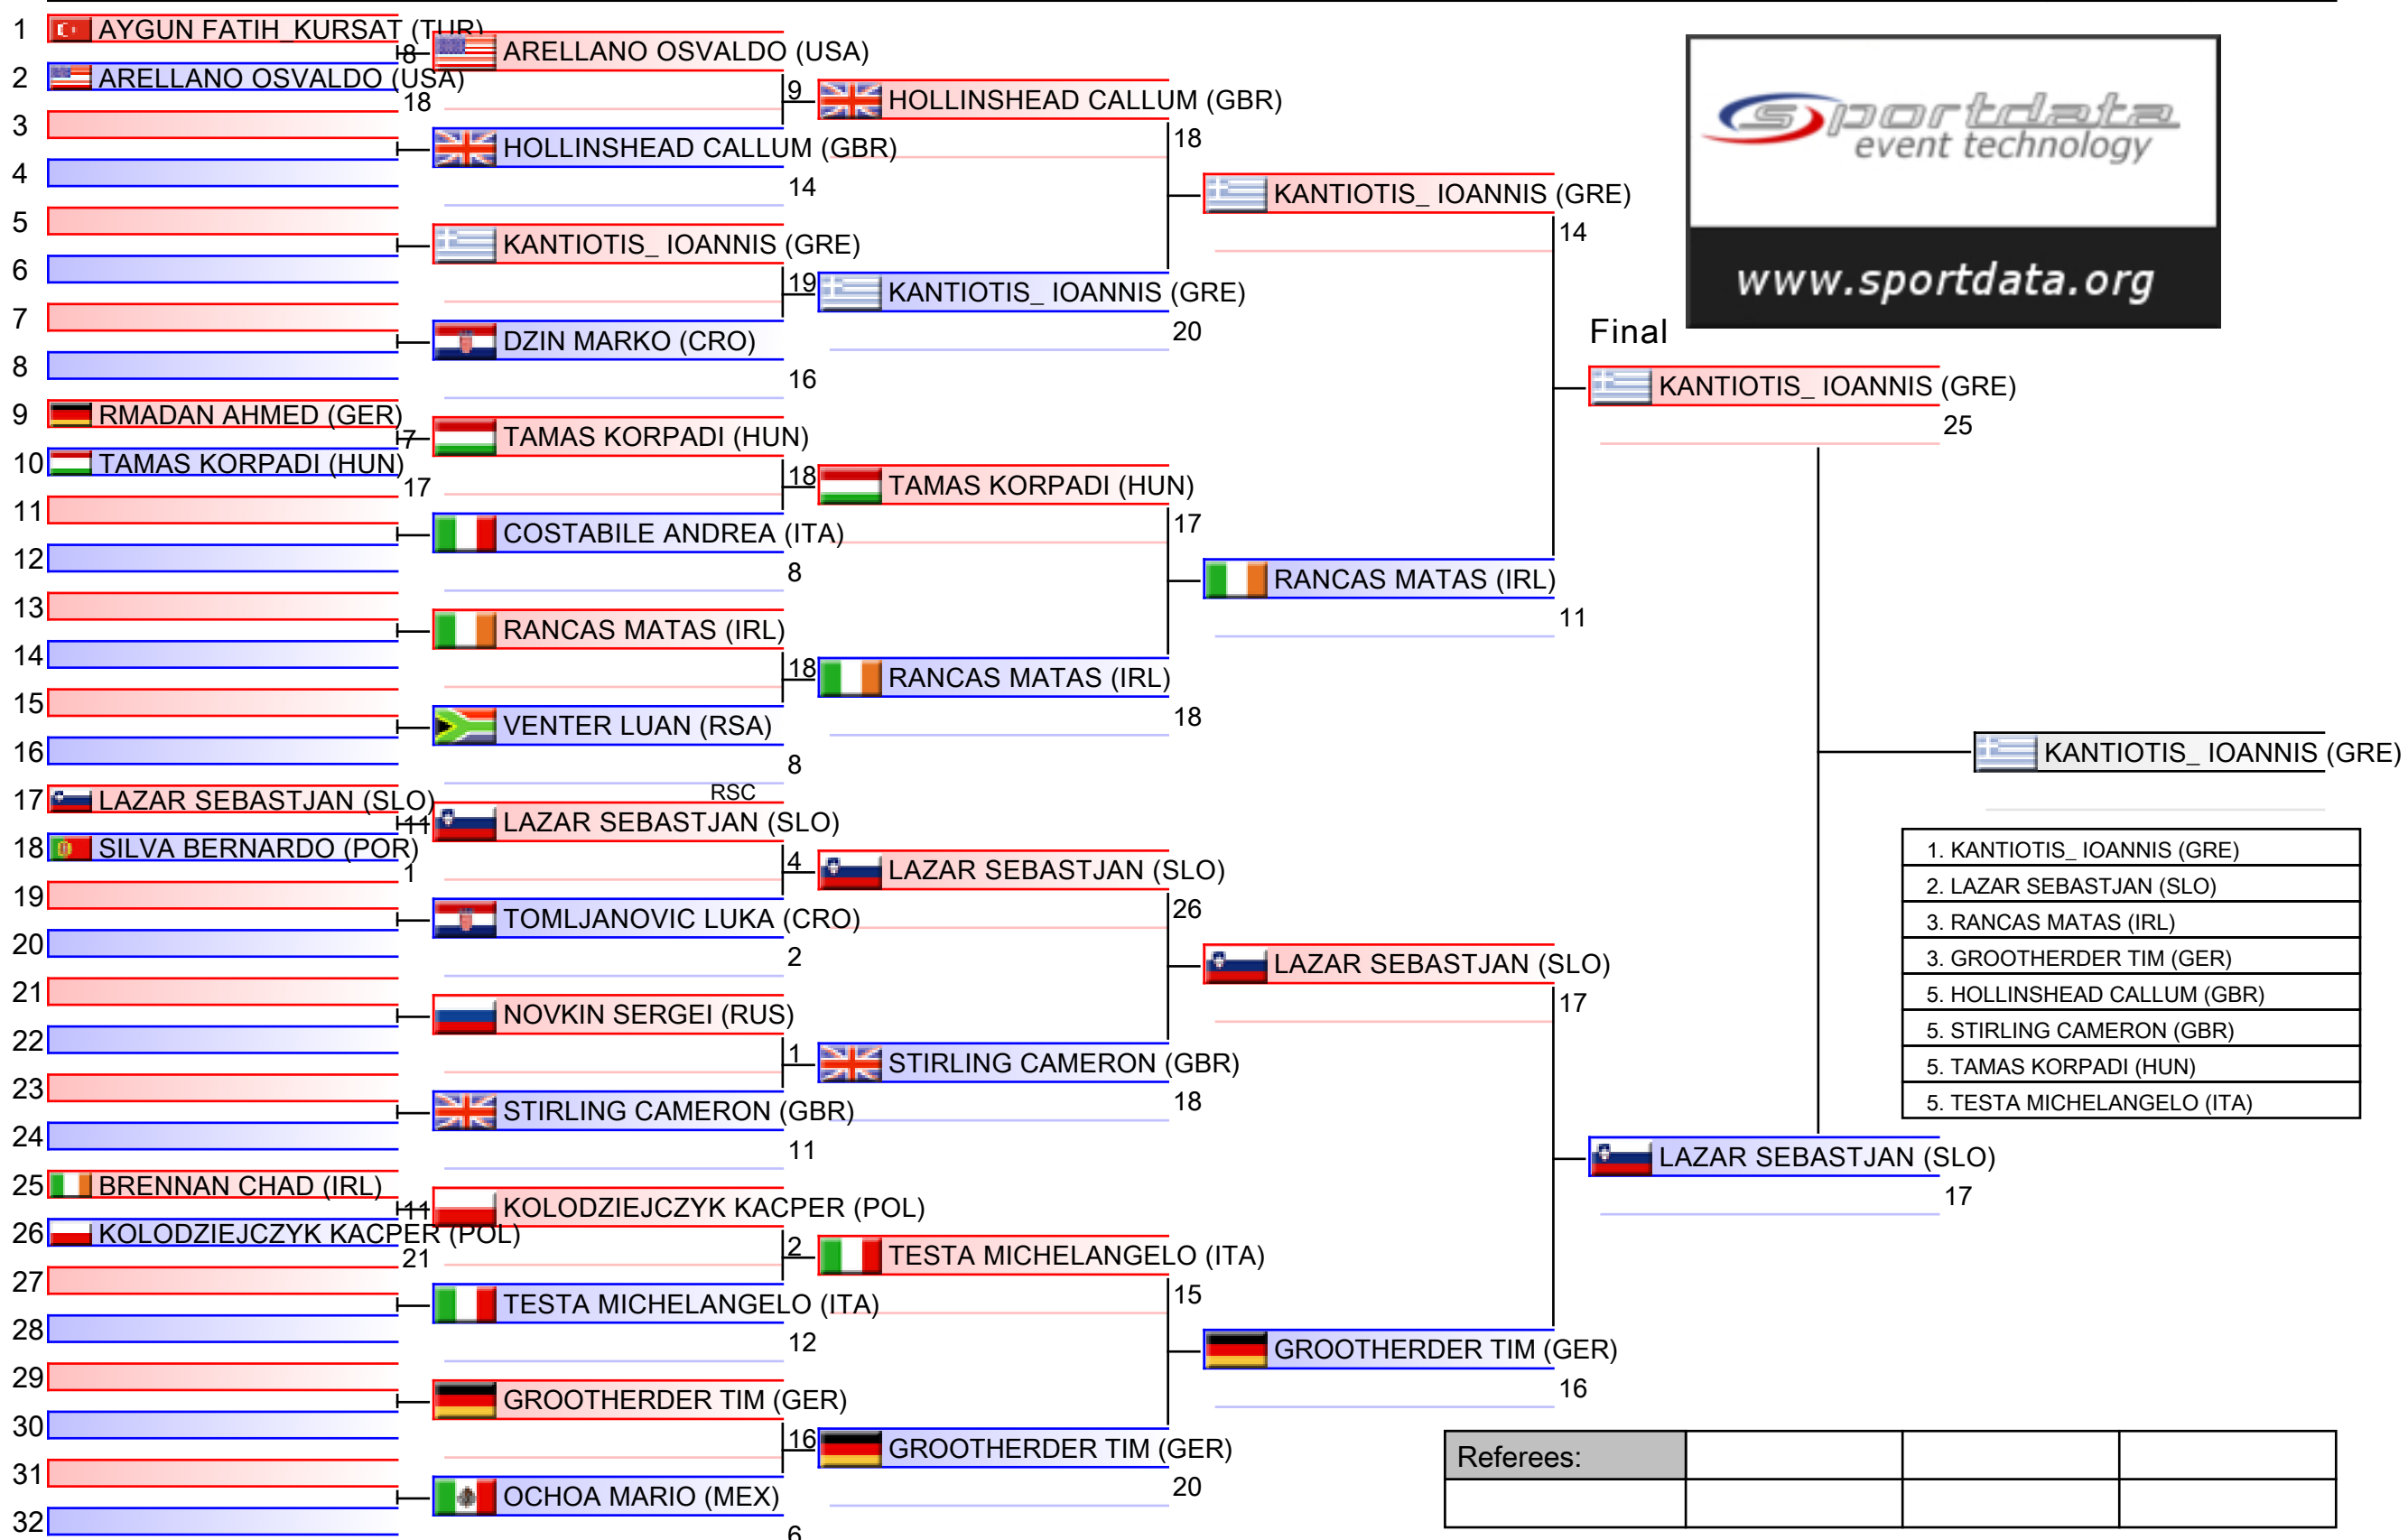 1 AYGUN FATIH_KURSAT (TUR)
8
2 ARELLANO OSVALDO (USA)
18
3
4
5
6
7
8
9 RMADAN AHMED (GER)
7
10 TAMAS KORPADI (HUN)
17
11
12
13
14
15
16
17 LAZAR SEBASTJAN (SLO)
11
18 SILVA BERNARDO (POR)
1
19
20
21
22
23
24
25 BRENNAN CHAD (IRL)
11
26 KOLODZIEJCZYK KACPER (POL)
21
27
28
29
30
31
32
ARELLANO OSVALDO (USA)
9
HOLLINSHEAD CALLUM (GBR)
14
KANTIOTIS_ IOANNIS (GRE)
19
DZIN MARKO (CRO)
16
TAMAS KORPADI (HUN)
18
COSTABILE ANDREA (ITA)
8
RANCAS MATAS (IRL)
18
VENTER LUAN (RSA)
8
RSC
LAZAR SEBASTJAN (SLO)
4
TOMLJANOVIC LUKA (CRO)
2
NOVKIN SERGEI (RUS)
1
STIRLING CAMERON (GBR)
11
KOLODZIEJCZYK KACPER (POL)
2
TESTA MICHELANGELO (ITA)
12
GROOTHERDER TIM (GER)
16
OCHOA MARIO (MEX)
6
HOLLINSHEAD CALLUM (GBR)
18
KANTIOTIS_ IOANNIS (GRE)
20
TAMAS KORPADI (HUN)
17
RANCAS MATAS (IRL)
18
LAZAR SEBASTJAN (SLO)
26
STIRLING CAMERON (GBR)
18
TESTA MICHELANGELO (ITA)
15
GROOTHERDER TIM (GER)
20
KANTIOTIS_ IOANNIS (GRE)
14
RANCAS MATAS (IRL)
11
LAZAR SEBASTJAN (SLO)
17
GROOTHERDER TIM (GER)
16
sportdata
event technology
www.sportdata.org
Final
KANTIOTIS_ IOANNIS (GRE)
25
LAZAR SEBASTJAN (SLO)
17
KANTIOTIS_ IOANNIS (GRE)
1. KANTIOTIS_ IOANNIS (GRE)
2. LAZAR SEBASTJAN (SLO)
3. RANCAS MATAS (IRL)
3. GROOTHERDER TIM (GER)
5. HOLLINSHEAD CALLUM (GBR)
5. STIRLING CAMERON (GBR)
5. TAMAS KORPADI (HUN)
5. TESTA MICHELANGELO (ITA)
Referees: